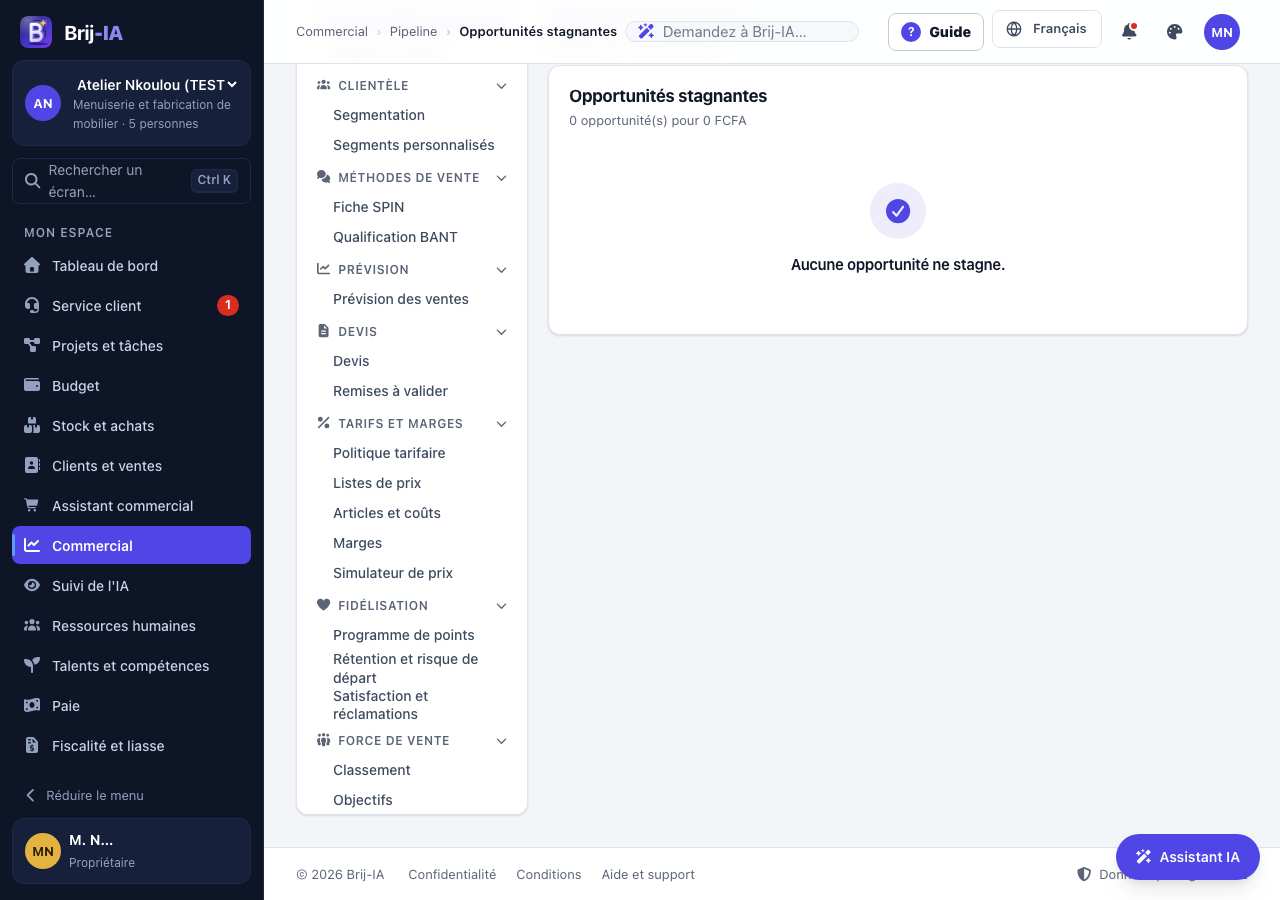 Brij-IA
AN
Atelier Nkoulou (TEST
Menuiserie et fabrication de
mobilier · 5 personnes
Rechercher un
écran...
Ctrl K
MON ESPACE
Tableau de bord
Service client
1
Projets et tâches
Budget
Stock et achats
Clients et ventes
Assistant commercial
Commercial
Suivi de l'IA
Ressources humaines
Talents et compétences
Paie
Fiscalité et liasse
Réduire le menu
MN
M. N...
Propriétaire
Commercial › Pipeline › Opportunités stagnantes
Demandez à Brij-IA...
? Guide
Français
MN
CLIENTÈLE
Segmentation
Segments personnalisés
MÉTHODES DE VENTE
Fiche SPIN
Qualification BANT
PRÉVISION
Prévision des ventes
DEVIS
Devis
Remises à valider
TARIFS ET MARGES
Politique tarifaire
Listes de prix
Articles et coûts
Marges
Simulateur de prix
FIDÉLISATION
Programme de points
Rétention et risque de
départ
Satisfaction et
réclamations
FORCE DE VENTE
Classement
Objectifs
Opportunités stagnantes
0 opportunité(s) pour 0 FCFA
Aucune opportunité ne stagne.
© 2026 Brij-IA
Confidentialité
Conditions
Aide et support
Assistant IA